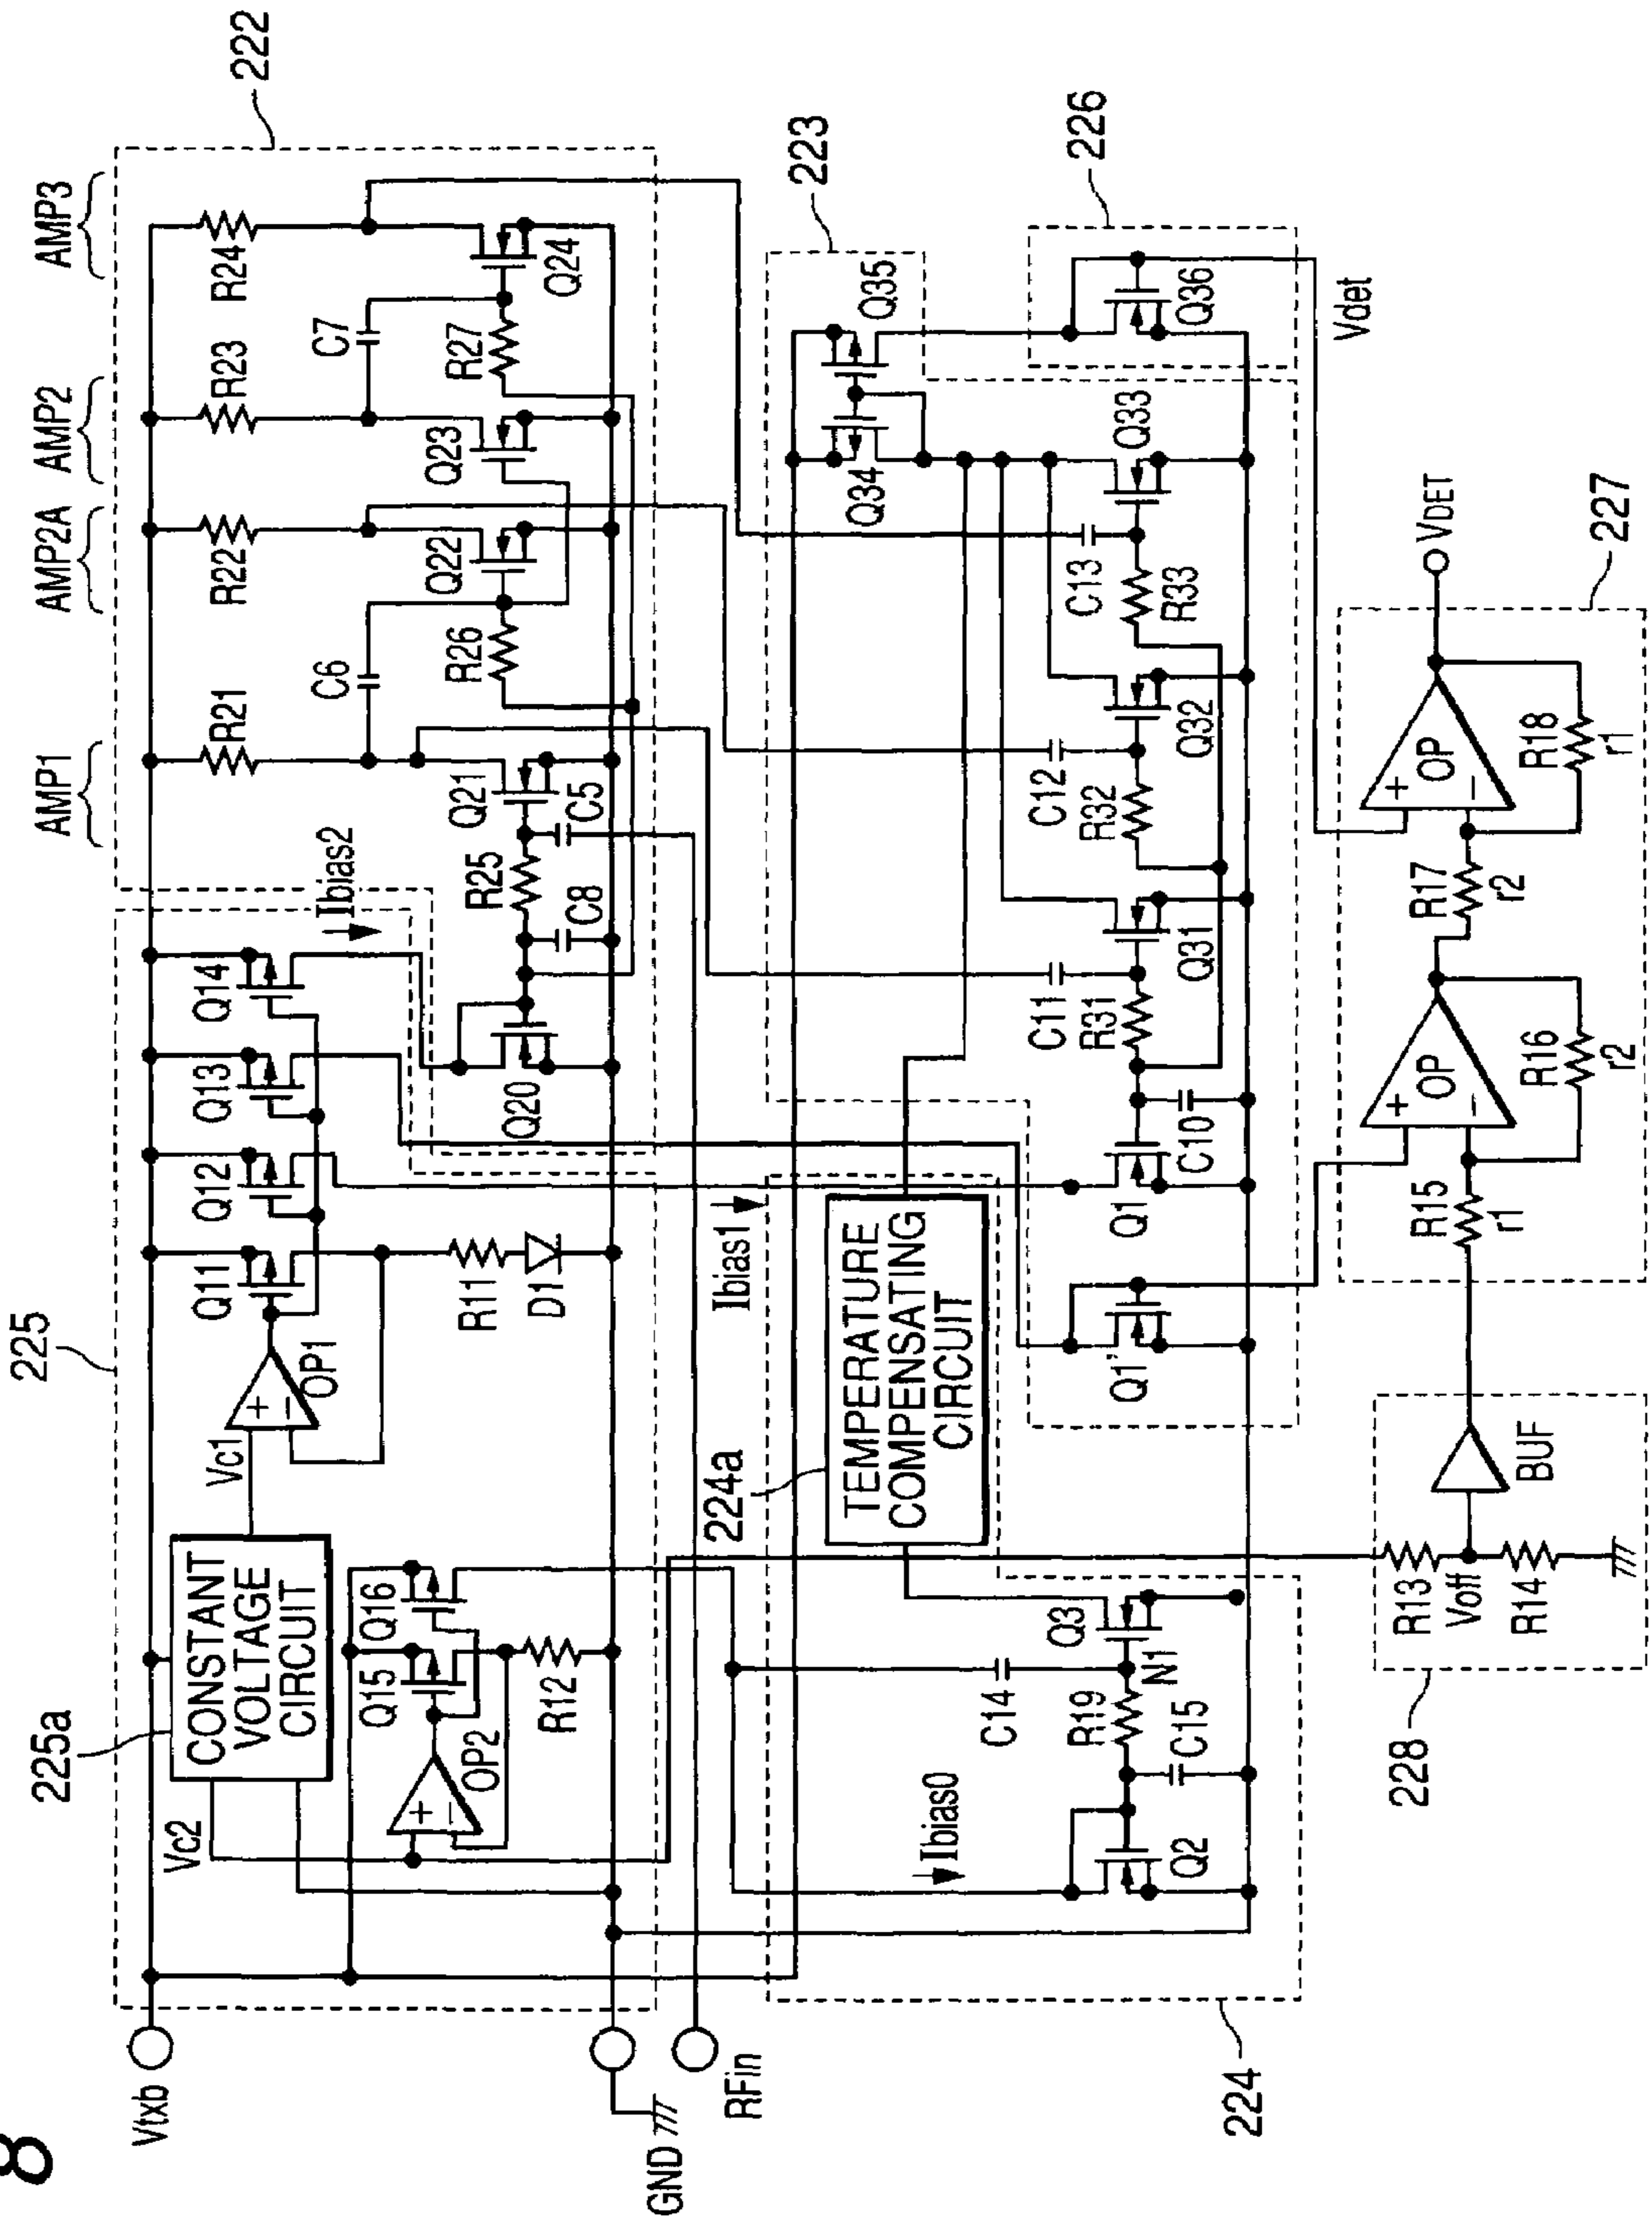 8
225
225a
CONSTANT
VOLTAGE
CIRCUIT
Vc1
Vc2
OP1
Q11
Q12
Q13
Q14
R11
D1
Q15
Q16
OP2
R12
Ibias2
222
AMP1
AMP2A
AMP2
AMP3
R21
R22
R23
R24
C6
C7
Q20
Q21
Q22
Q23
Q24
R25
R26
R27
C5
C8
Vtxb
GND
RFin
Ibias1
224a
TEMPERATURE
COMPENSATING
CIRCUIT
223
Q34
Q35
226
Q36
Vdet
C11
C12
C13
R31
R32
R33
Q31
Q32
Q33
Q1'
Q1
C10
224
Ibias0
Q2
C14
R19
C15
N1
Q3
228
R13
Voff
R14
BUF
227
R15
r1
OP
+
−
R16
r2
R17
r2
OP
+
−
R18
r1
VDET